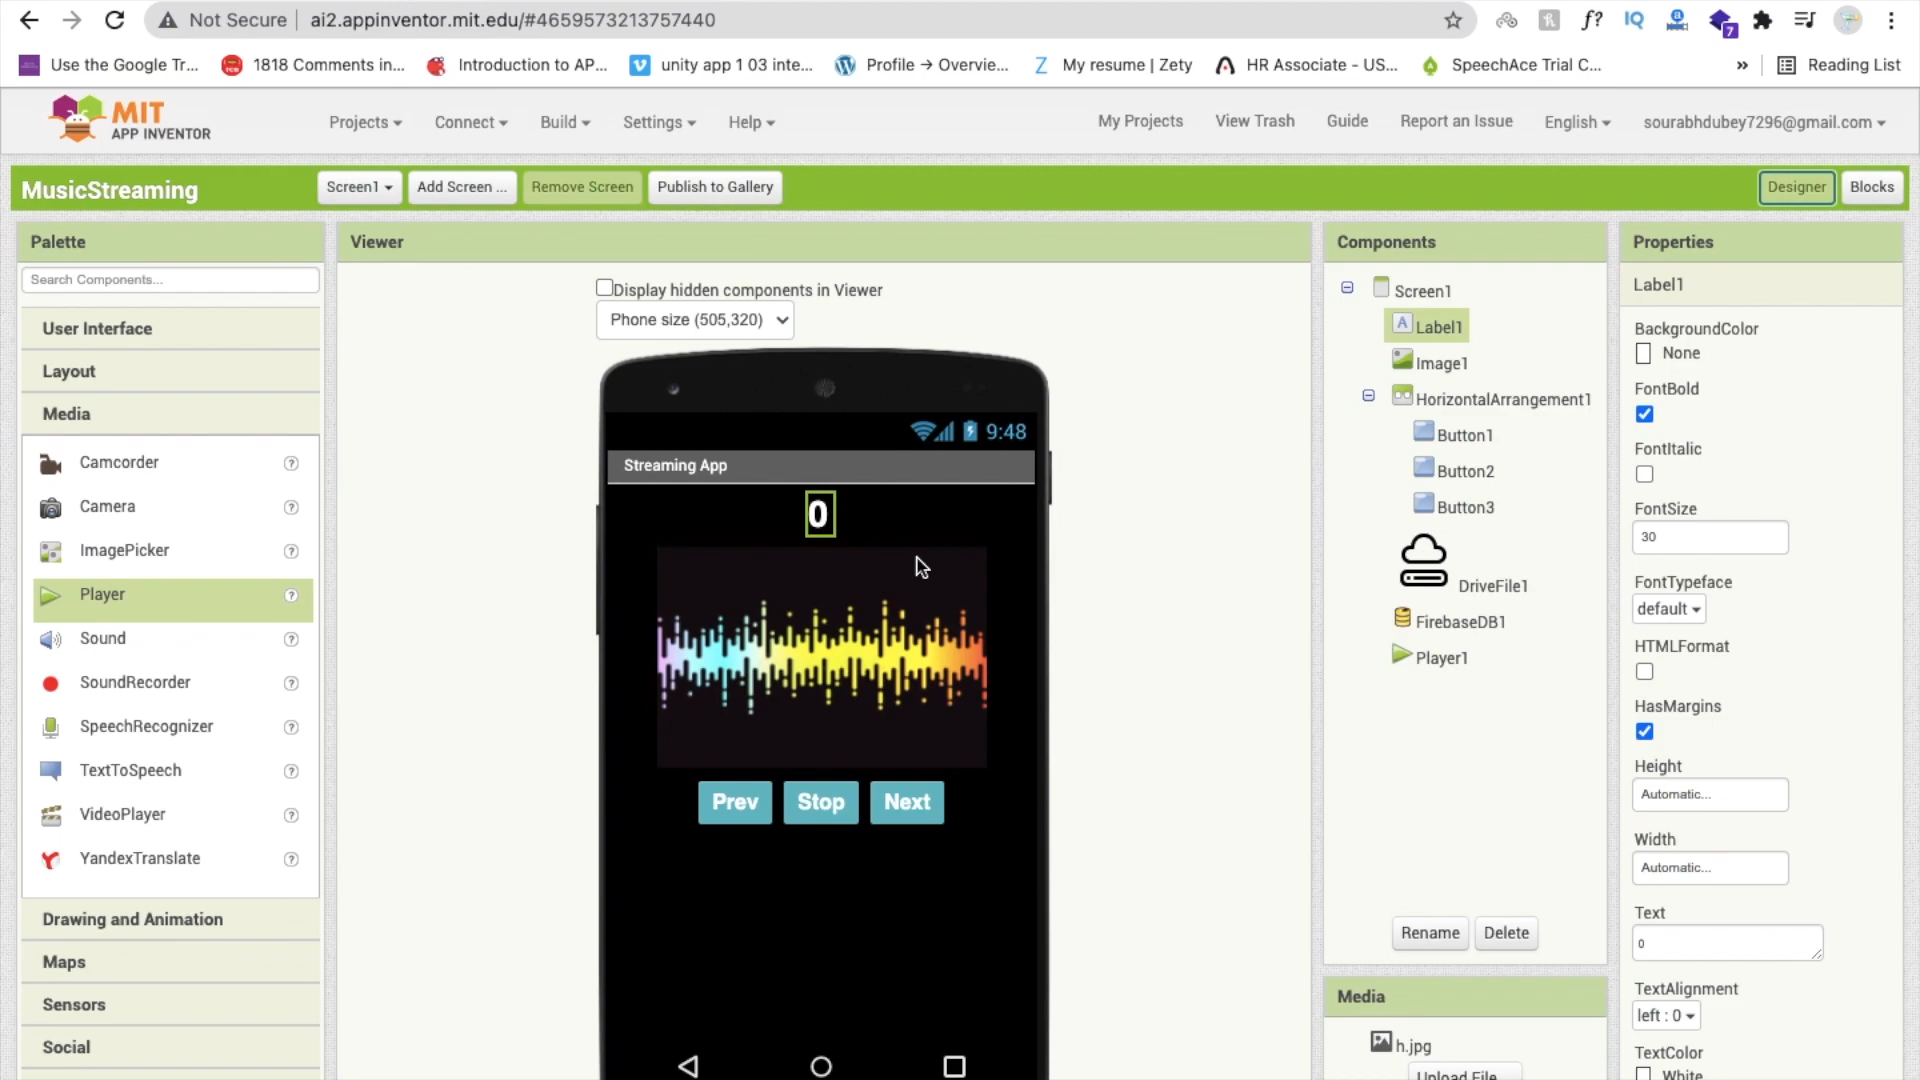 Not Secure
ai2.appinventor.mit.edu/#4659573213757440
f?
IQ
7
Use the Google Tr...
1818 Comments in...
Introduction to AP...
unity app 1 03 inte...
Profile → Overvie...
My resume | Zety
HR Associate - US...
SpeechAce Trial C...
»
Reading List
MIT
APP INVENTOR
Projects
Connect
Build
Settings
Help
My Projects
View Trash
Guide
Report an Issue
English
sourabhdubey7296@gmail.com
MusicStreaming
Screen1
Add Screen ...
Remove Screen
Publish to Gallery
Designer
Blocks
Palette
Search Components...
User Interface
Layout
Media
Camcorder
Camera
ImagePicker
Player
Sound
SoundRecorder
SpeechRecognizer
TextToSpeech
VideoPlayer
YandexTranslate
Drawing and Animation
Maps
Sensors
Social
Viewer
Display hidden components in Viewer
Phone size (505,320)
9:48
Streaming App
0
Prev
Stop
Next
Components
Screen1
Label1
Image1
HorizontalArrangement1
Button1
Button2
Button3
DriveFile1
FirebaseDB1
Player1
Rename
Delete
Media
h.jpg
Upload File
Properties
Label1
BackgroundColor
None
FontBold
FontItalic
FontSize
30
FontTypeface
default
HTMLFormat
HasMargins
Height
Automatic...
Width
Automatic...
Text
0
TextAlignment
left : 0
TextColor
White